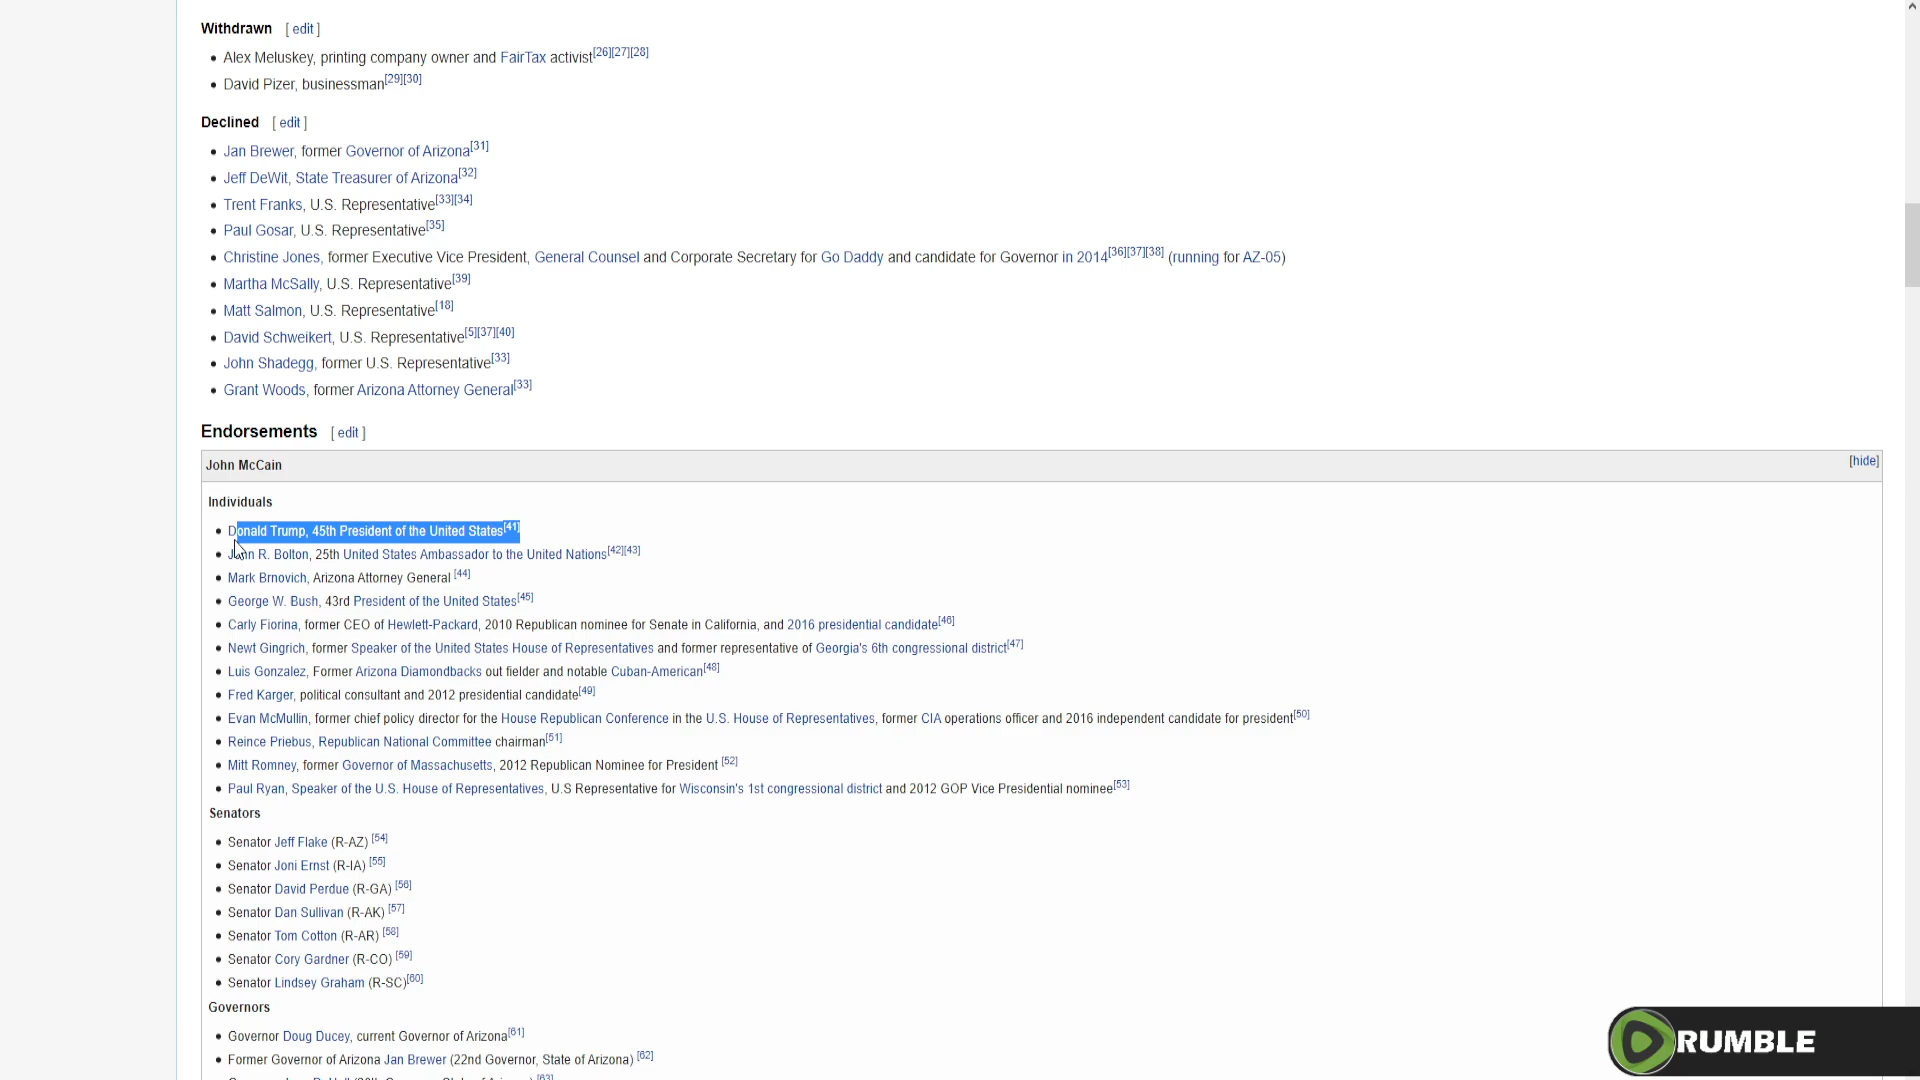 Withdrawn [ edit ]
Alex Meluskey, printing company owner and FairTax activist[26][27][28]
David Pizer, businessman[29][30]
Declined [ edit ]
Jan Brewer, former Governor of Arizona[31]
Jeff DeWit, State Treasurer of Arizona[32]
Trent Franks, U.S. Representative[33][34]
Paul Gosar, U.S. Representative[35]
Christine Jones, former Executive Vice President, General Counsel and Corporate Secretary for Go Daddy and candidate for Governor in 2014[36][37][38] (running for AZ-05)
Martha McSally, U.S. Representative[39]
Matt Salmon, U.S. Representative[18]
David Schweikert, U.S. Representative[5][37][40]
John Shadegg, former U.S. Representative[33]
Grant Woods, former Arizona Attorney General[33]
Endorsements [ edit ]
John McCain [hide]
Individuals
Donald Trump, 45th President of the United States[41]
John R. Bolton, 25th United States Ambassador to the United Nations[42][43]
Mark Brnovich, Arizona Attorney General [44]
George W. Bush, 43rd President of the United States[45]
Carly Fiorina, former CEO of Hewlett-Packard, 2010 Republican nominee for Senate in California, and 2016 presidential candidate[46]
Newt Gingrich, former Speaker of the United States House of Representatives and former representative of Georgia's 6th congressional district[47]
Luis Gonzalez, Former Arizona Diamondbacks out fielder and notable Cuban-American[48]
Fred Karger, political consultant and 2012 presidential candidate[49]
Evan McMullin, former chief policy director for the House Republican Conference in the U.S. House of Representatives, former CIA operations officer and 2016 independent candidate for president[50]
Reince Priebus, Republican National Committee chairman[51]
Mitt Romney, former Governor of Massachusetts, 2012 Republican Nominee for President [52]
Paul Ryan, Speaker of the U.S. House of Representatives, U.S Representative for Wisconsin's 1st congressional district and 2012 GOP Vice Presidential nominee[53]
Senators
Senator Jeff Flake (R-AZ) [54]
Senator Joni Ernst (R-IA) [55]
Senator David Perdue (R-GA) [56]
Senator Dan Sullivan (R-AK) [57]
Senator Tom Cotton (R-AR) [58]
Senator Cory Gardner (R-CO) [59]
Senator Lindsey Graham (R-SC)[60]
Governors
Governor Doug Ducey, current Governor of Arizona[61]
Former Governor of Arizona Jan Brewer (22nd Governor, State of Arizona) [62]
RUMBLE